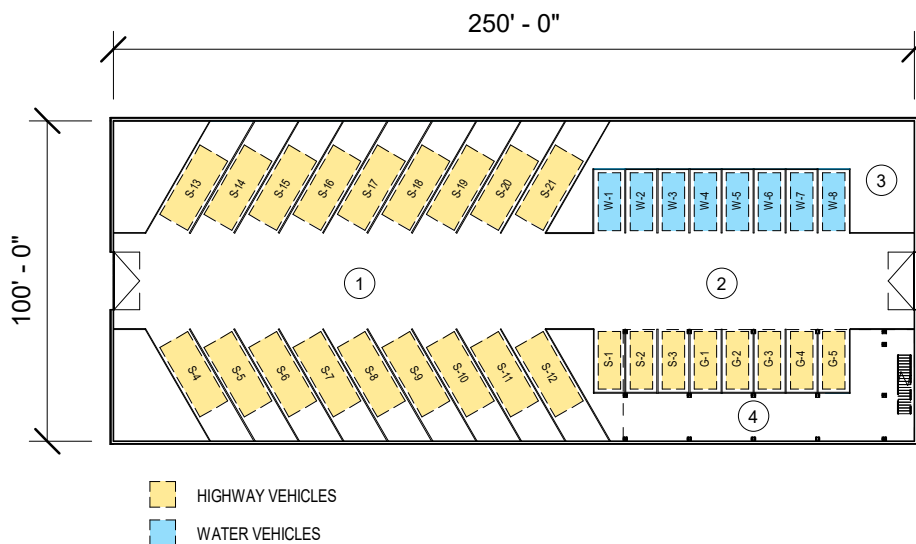 250' - 0"
100' - 0"
S-13
S-14
S-15
S-16
S-17
S-18
S-19
S-20
S-21
W-1
W-2
W-3
W-4
W-5
W-6
W-7
W-8
3
1
2
S-4
S-5
S-6
S-7
S-8
S-9
S-10
S-11
S-12
S-1
S-2
S-3
G-1
G-2
G-3
G-4
G-5
4
HIGHWAY VEHICLES
WATER VEHICLES